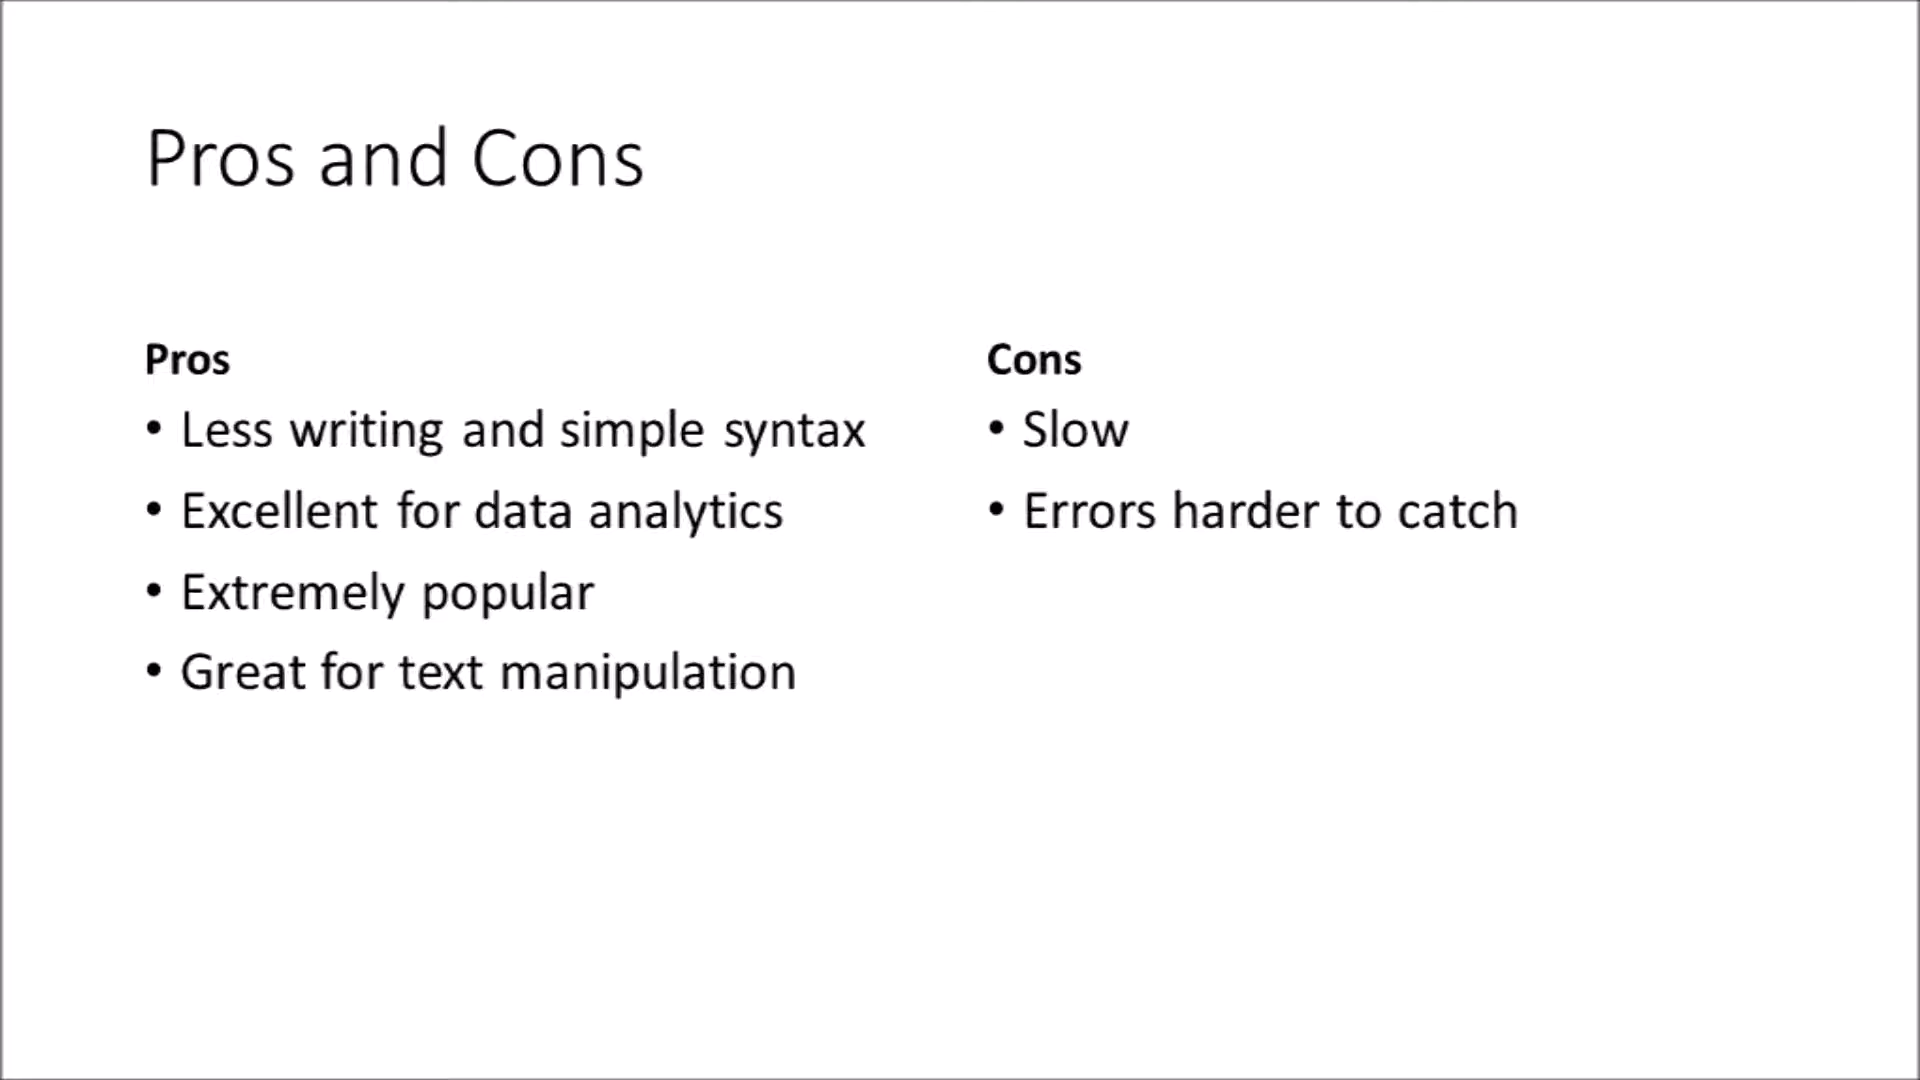 Pros and Cons
Pros
• Less writing and simple syntax
• Excellent for data analytics
• Extremely popular
• Great for text manipulation
Cons
• Slow
• Errors harder to catch